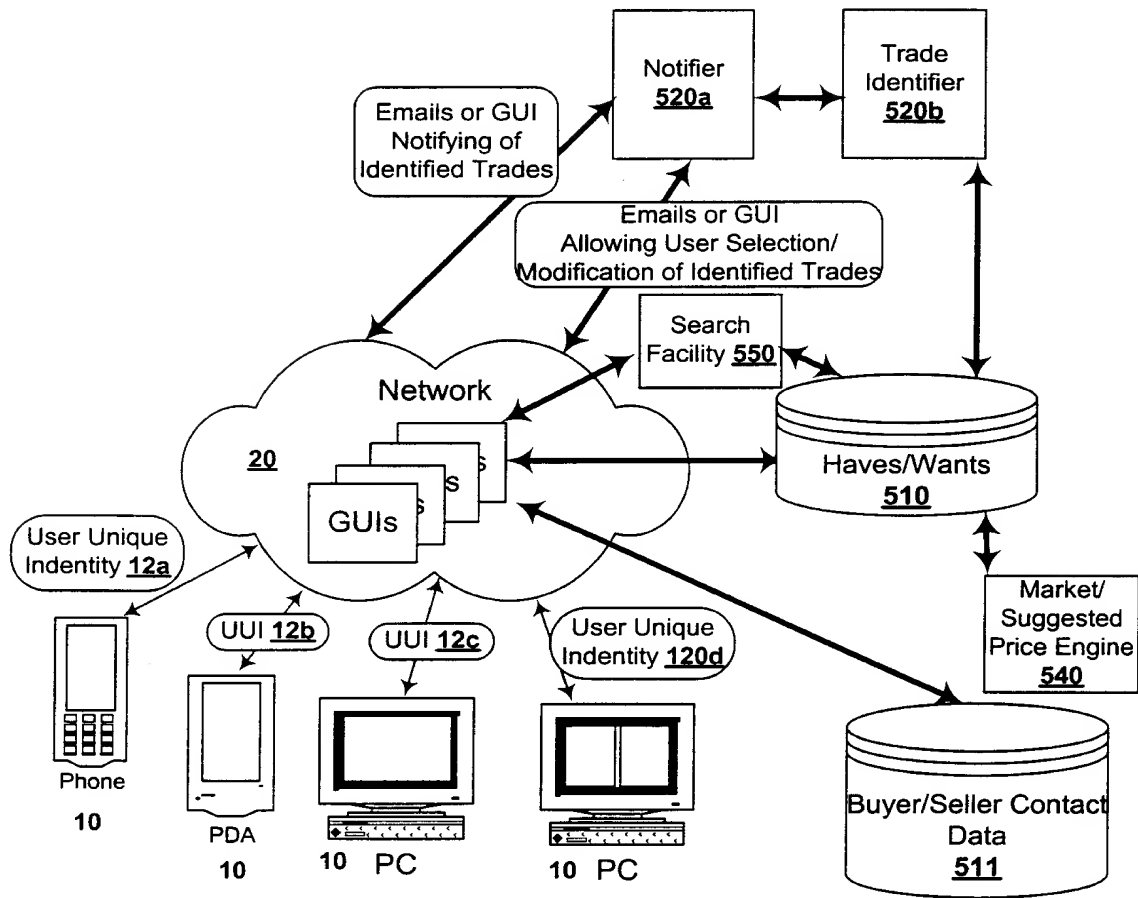 Notifier
520a
Trade
Identifier
520b
Emails or GUI
Notifying of
Identified Trades
Emails or GUI
Allowing User Selection/
Modification of Identified Trades
Search
Facility 550
Network
20
s
s
GUIs
Haves/Wants
510
User Unique
Indentity 12a
UUI 12b
UUI 12c
User Unique
Indentity 120d
Market/
Suggested
Price Engine
540
Phone
10
PDA
10
10 PC
10 PC
Buyer/Seller Contact
Data
511